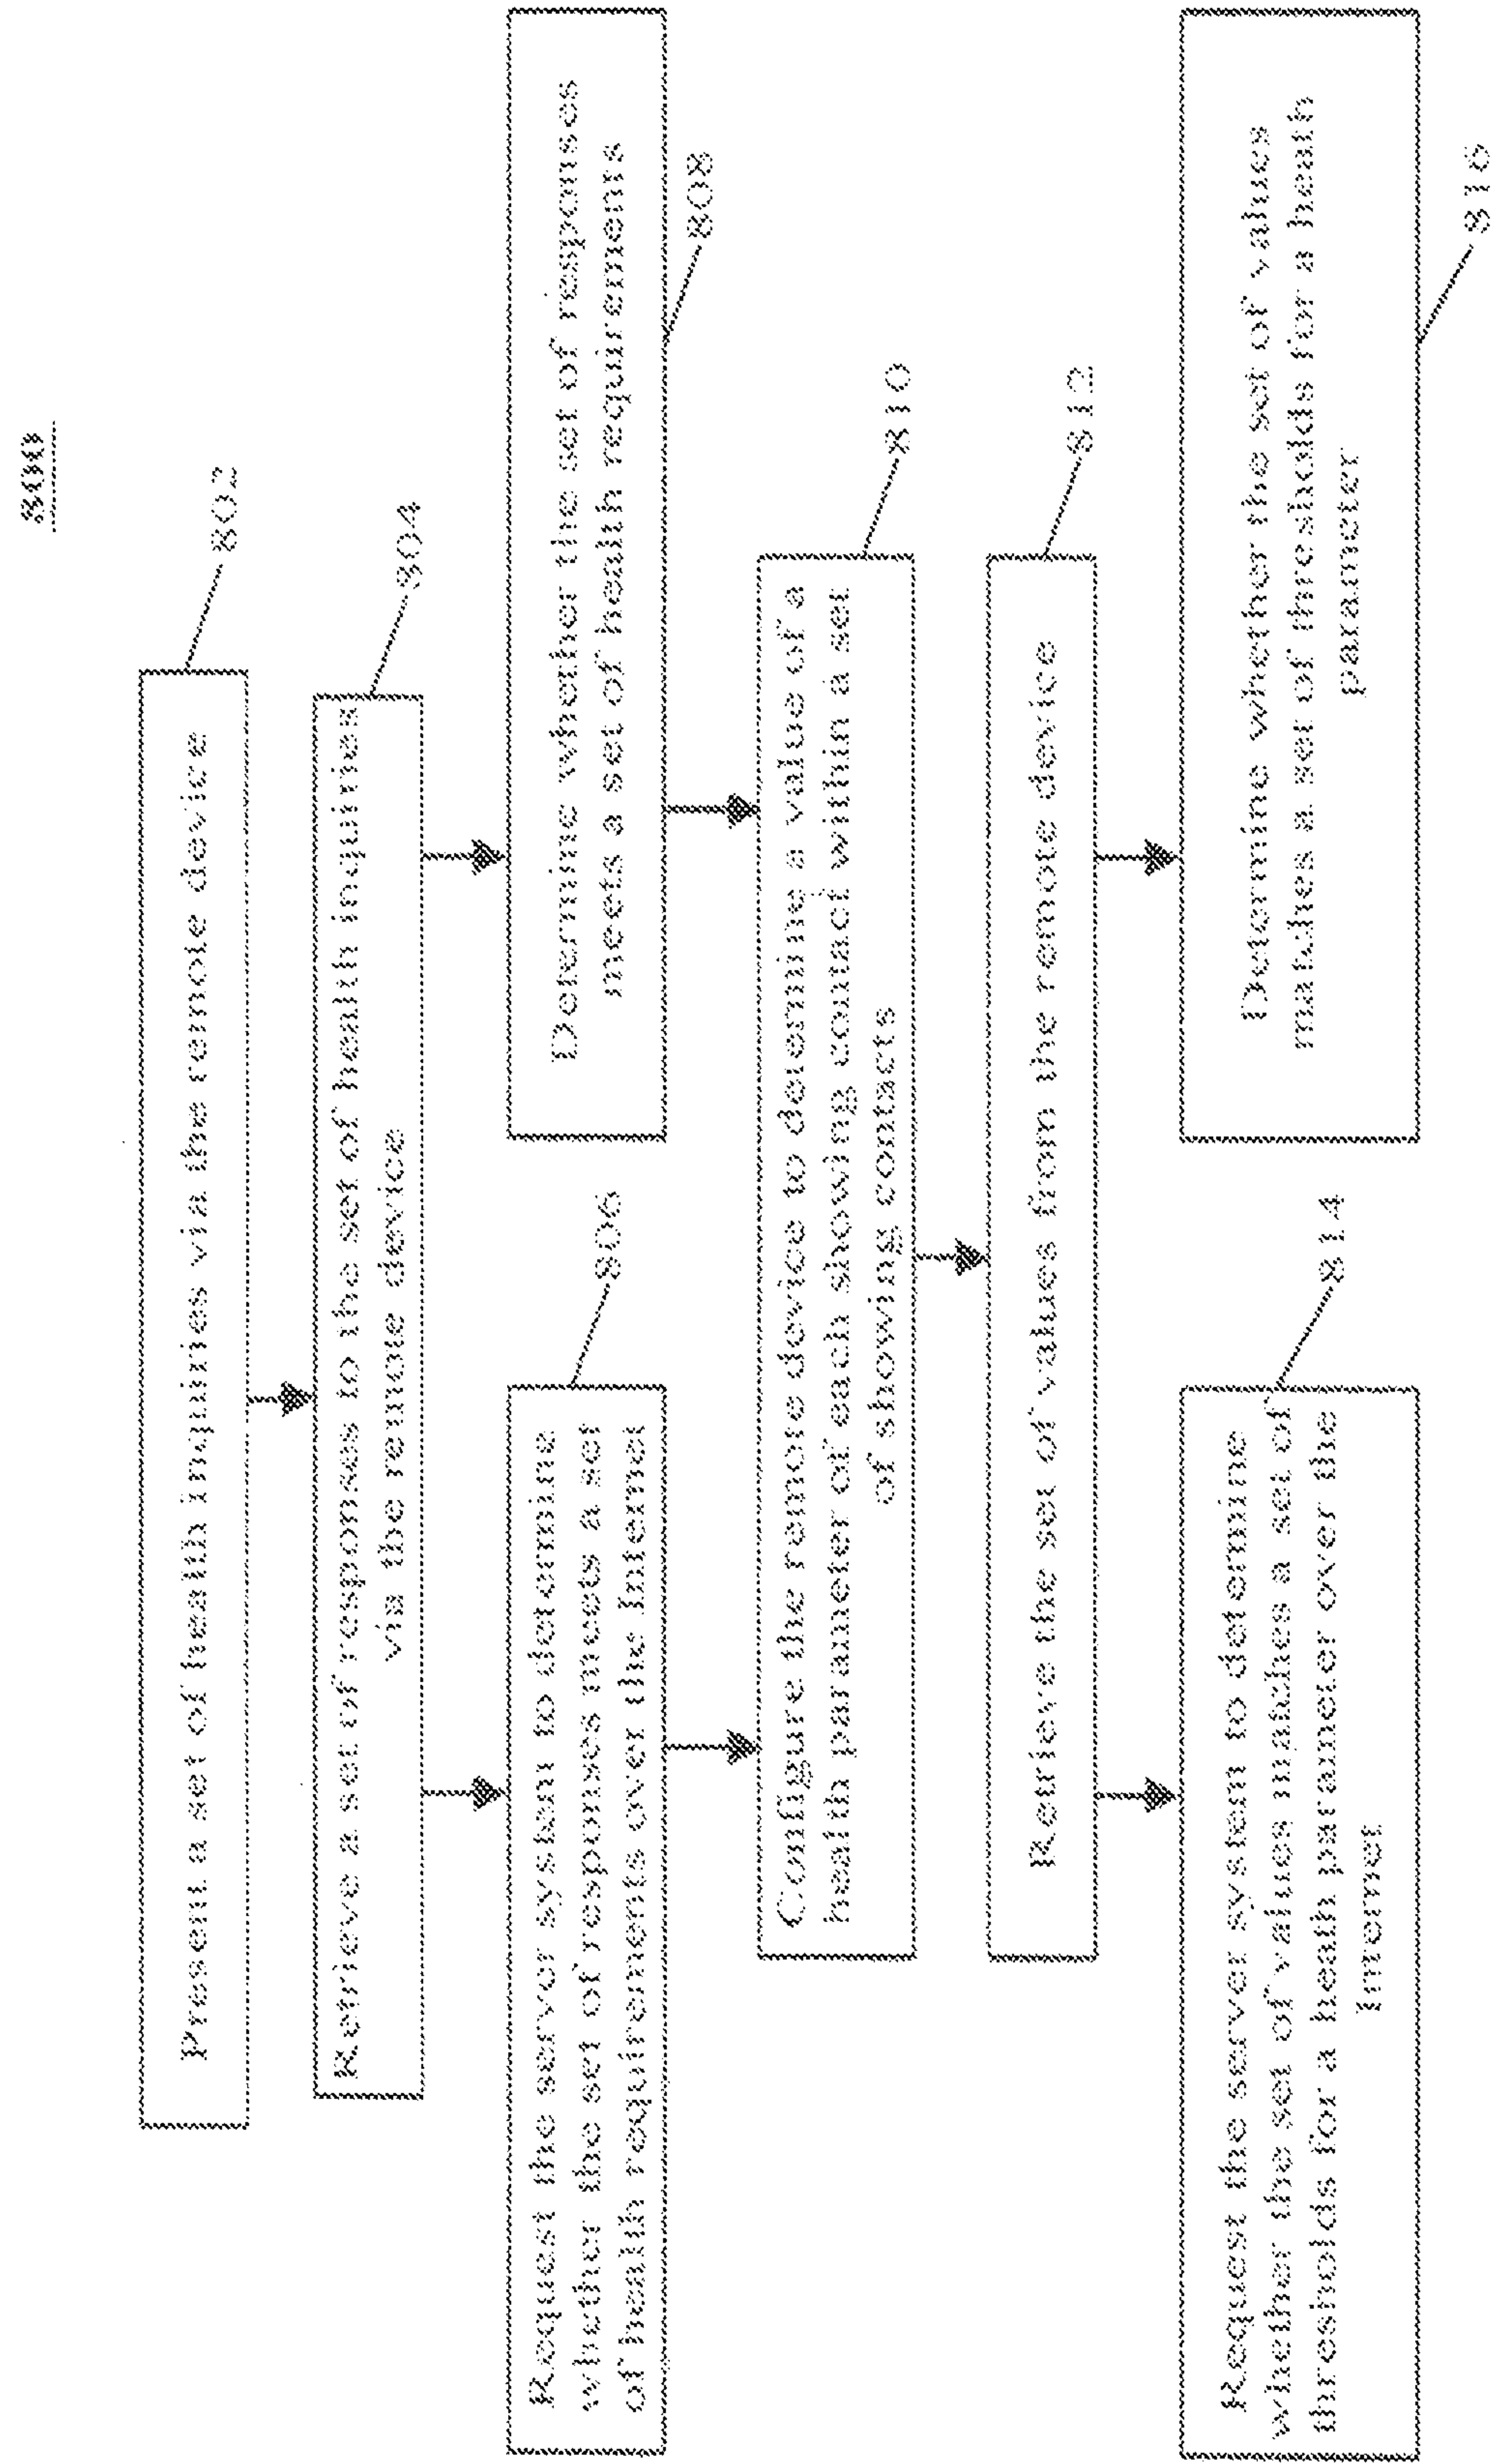 800
Present a set of health inquiries via the remote device
802
Retrieve a set of responses to the set of health inquiries
via the remote device
804
Request the server system to determine
whether the set of responses meets a set
of health requirements over the Internet
806
Determine whether the set of responses
meets a set of health requirements
808
Configure the remote device to determine a value of a
health parameter of each showing contact within a set
of showing contacts
810
Retrieve the set of values from the remote device
812
Request the server system to determine
whether the set of values matches a set of
thresholds for a heath parameter over the
Internet
814
Determine whether the set of values
matches a set of thresholds for a heath
parameter
816